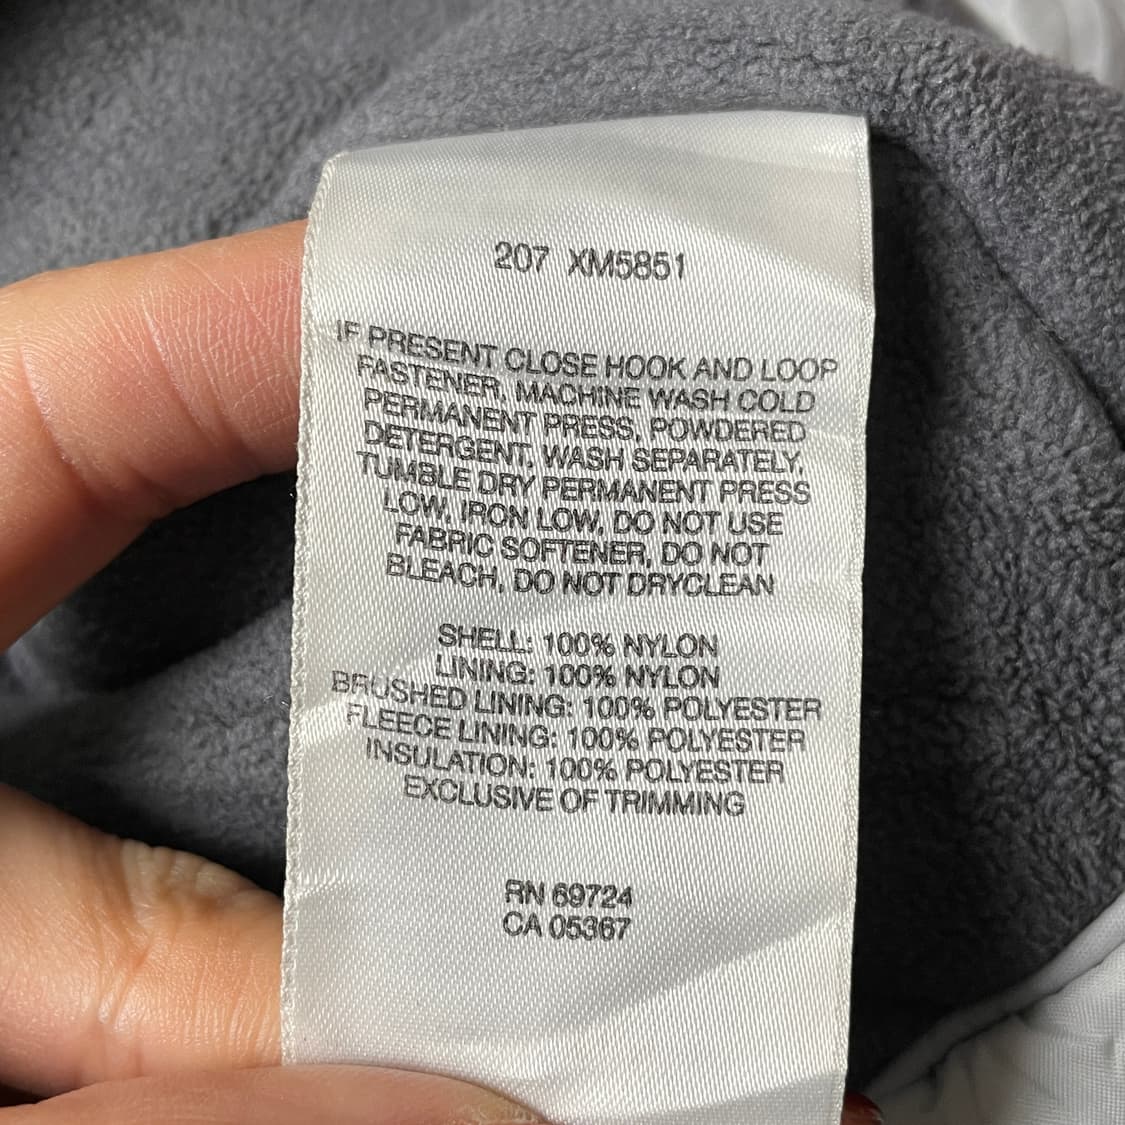 207 XM5851
IF PRESENT CLOSE HOOK AND LOOP
FASTENER, MACHINE WASH COLD
PERMANENT PRESS, POWDERED
DETERGENT, WASH SEPARATELY,
TUMBLE DRY PERMANENT PRESS
LOW, IRON LOW, DO NOT USE
FABRIC SOFTENER, DO NOT
BLEACH, DO NOT DRYCLEAN
SHELL: 100% NYLON
LINING: 100% NYLON
BRUSHED LINING: 100% POLYESTER
FLEECE LINING: 100% POLYESTER
INSULATION: 100% POLYESTER
EXCLUSIVE OF TRIMMING
RN 69724
CA 05367